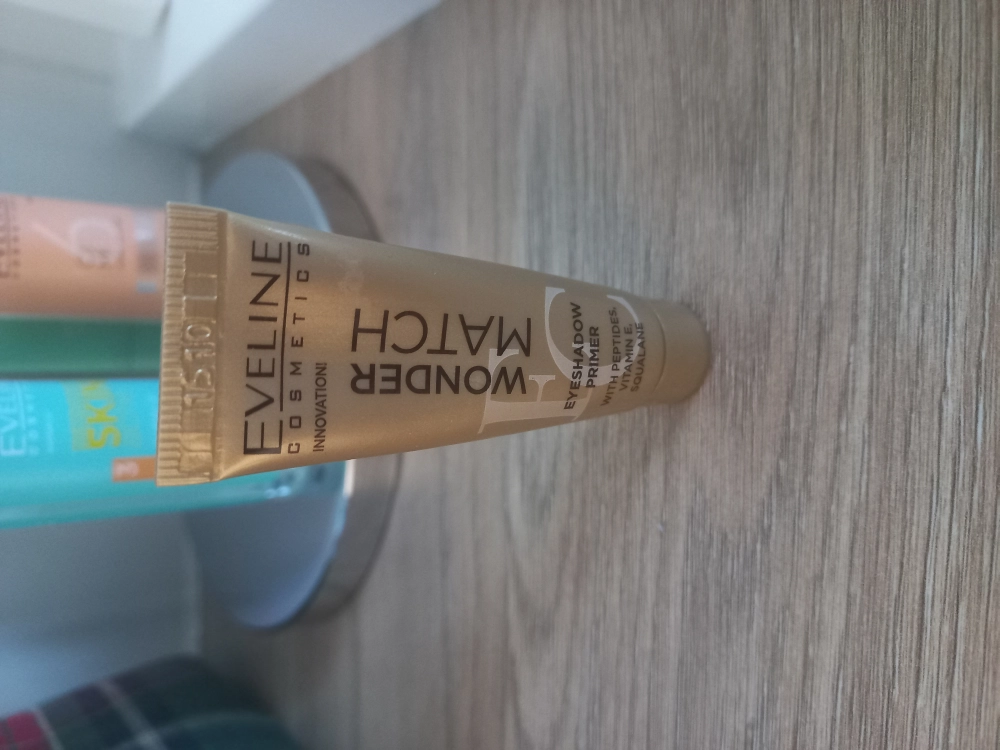 EVELINE
COSMETICS
INNOVATION!
WONDER
MATCH
EYESHADOW
PRIMER
WITH PEPTIDES,
VITAMIN E,
SQUALANE